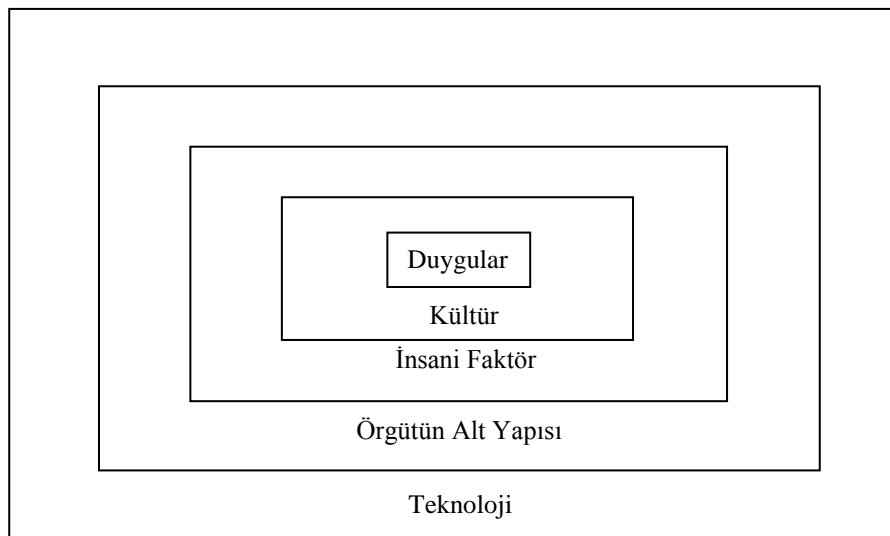 Duygular
Kültür
İnsani Faktör
Örgütün Alt Yapısı
Teknoloji